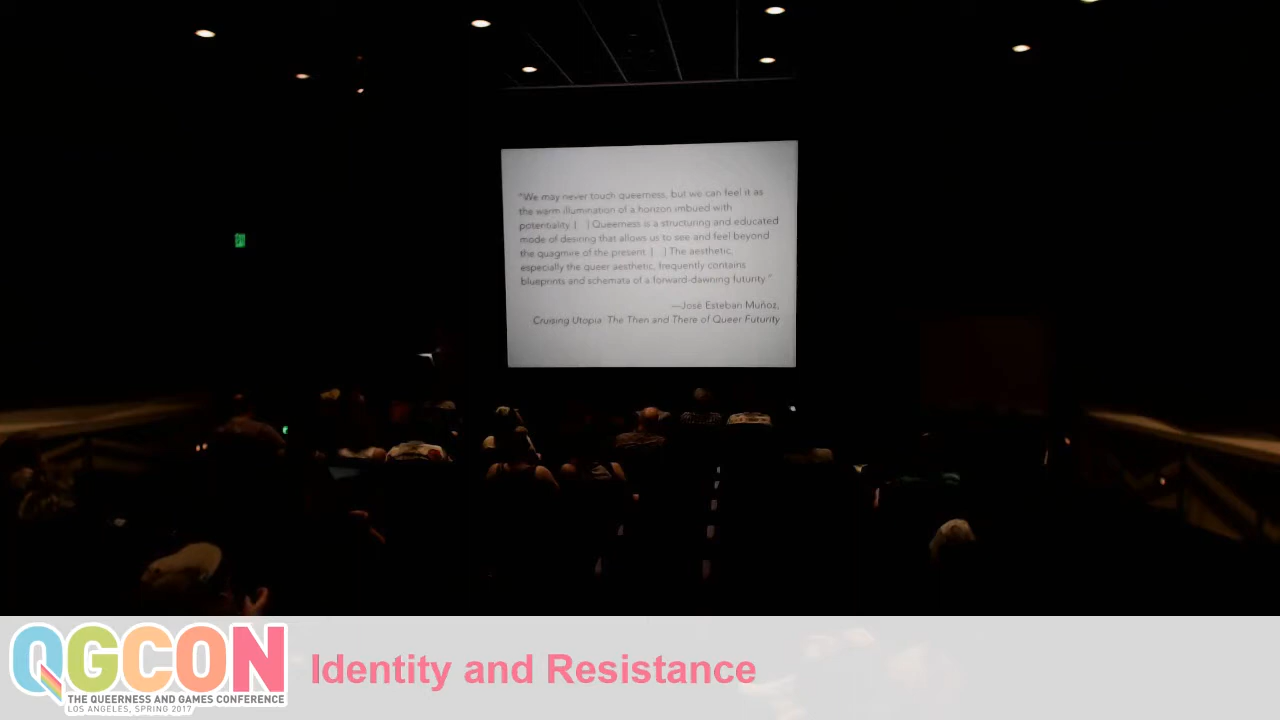 "We may never touch queerness, but we can feel it as
the warm illumination of a horizon imbued with
potentiality [ ] Queerness is a structuring and educated
mode of desiring that allows us to see and feel beyond
the quagmire of the present [ ] The aesthetic,
especially the queer aesthetic, frequently contains
blueprints and schemata of a forward-dawning futurity."
—José Esteban Muñoz,
Cruising Utopia: The Then and There of Queer Futurity
QGCON
THE QUEERNESS AND GAMES CONFERENCE
LOS ANGELES, SPRING 2017
Identity and Resistance